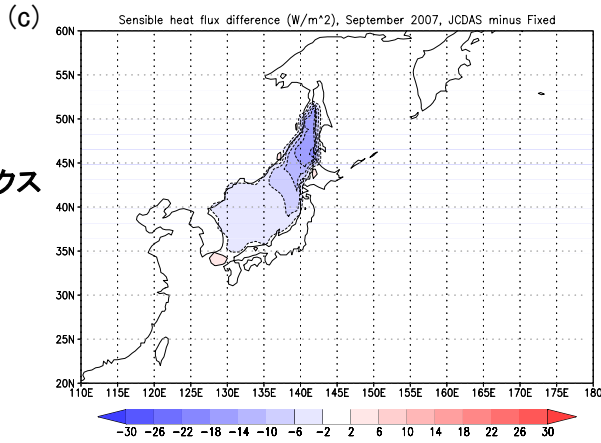 (c)
Sensible heat flux difference (W/m^2), September 2007, JCDAS minus Fixed
60N
55N
50N
45N
クス
40N
35N
30N
25N
20N
110E 115E 120E 125E 130E 135E 140E 145E 150E 155E 160E 165E 170E 175E 180
-30 -26 -22 -18 -14 -10 -6 -2 2 6 10 14 18 22 26 30